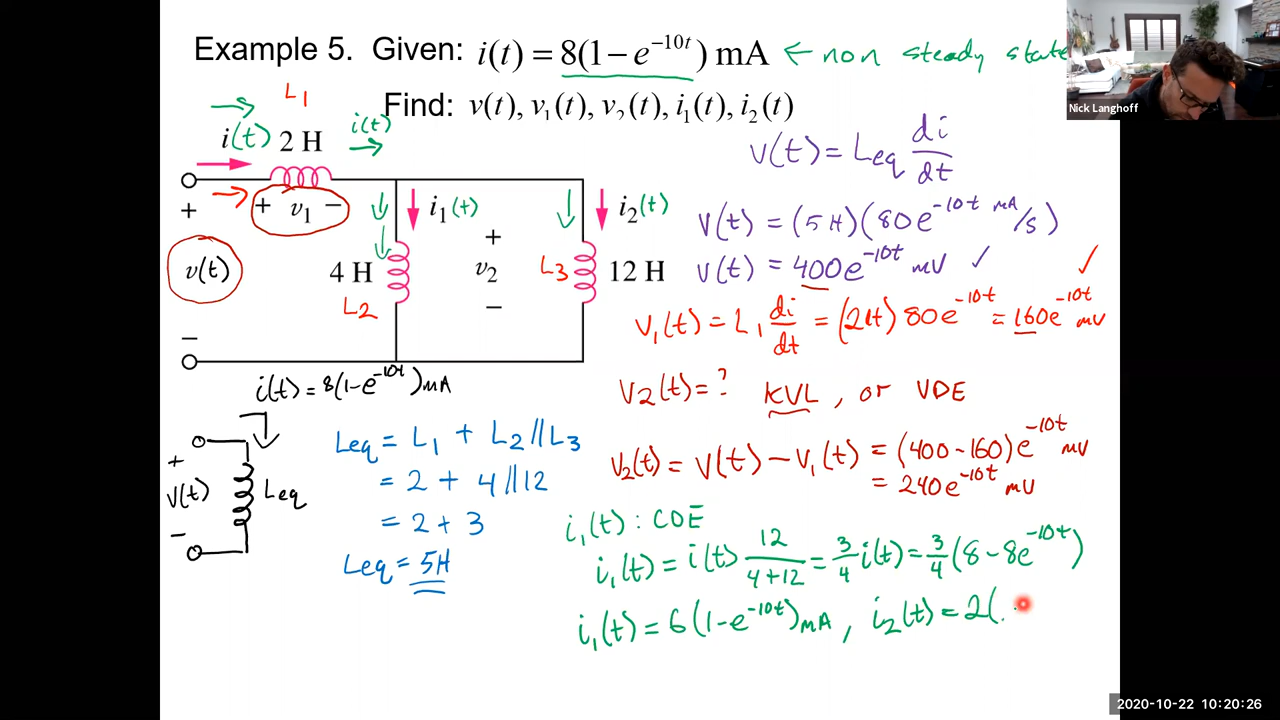 Example 5. Given: i(t) = 8(1 − e^{−10t}) mA ← non steady state
Nick Langhoff
Find: v(t), v₁(t), v₂(t), i₁(t), i₂(t)
L₁
i(t) 2 H i(t)
+ v₁ −
+
v(t)
−
i₁(t)
4 H
L2
+
v₂
−
i₂(t)
L3 12 H
v(t) = Leq di/dt
v(t) = (5H)(80e^{−10t} mA/s)
v(t) = 400e^{−10t} mV ✓ ✓
v₁(t) = L₁ di/dt = (2H) 80e^{−10t} = 160e^{−10t} mV
v2(t) = ? KVL, or VDE
v₂(t) = v(t) − v₁(t) = (400 − 160)e^{−10t} mV
= 240e^{−10t} mV
i(t) = 8(1−e^{−10t}) mA
+
v(t) Leq
−
Leq = L₁ + L₂//L₃
= 2 + 4//12
= 2 + 3
Leq = 5H
i₁(t) : CDE
i₁(t) = i(t) 12/(4+12) = 3/4 i(t) = 3/4 (8 − 8e^{−10t})
i₁(t) = 6(1−e^{−10t}) mA, i₂(t) = 2(
2020-10-22 10:20:26